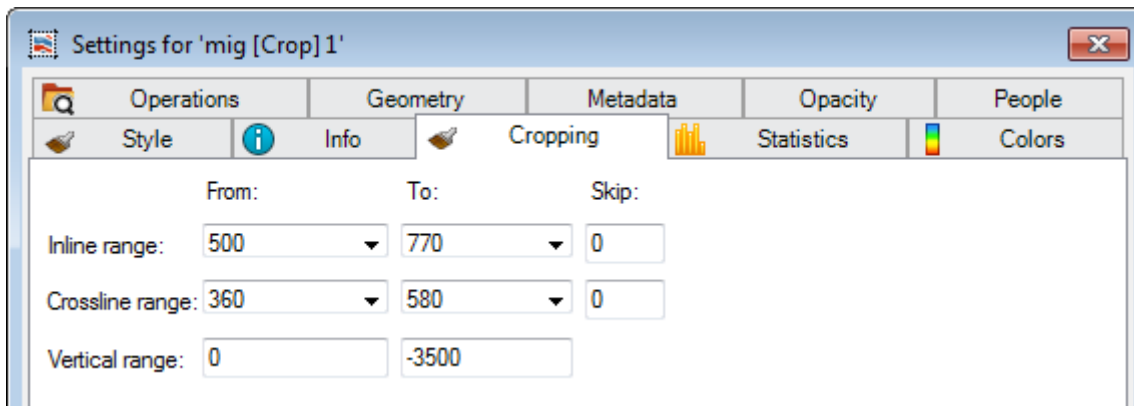 Settings for 'mig [Crop] 1'
Operations Geometry Metadata Opacity People
Style Info Cropping Statistics Colors
From: To: Skip:
Inline range: 500 770 0
Crossline range: 360 580 0
Vertical range: 0 -3500